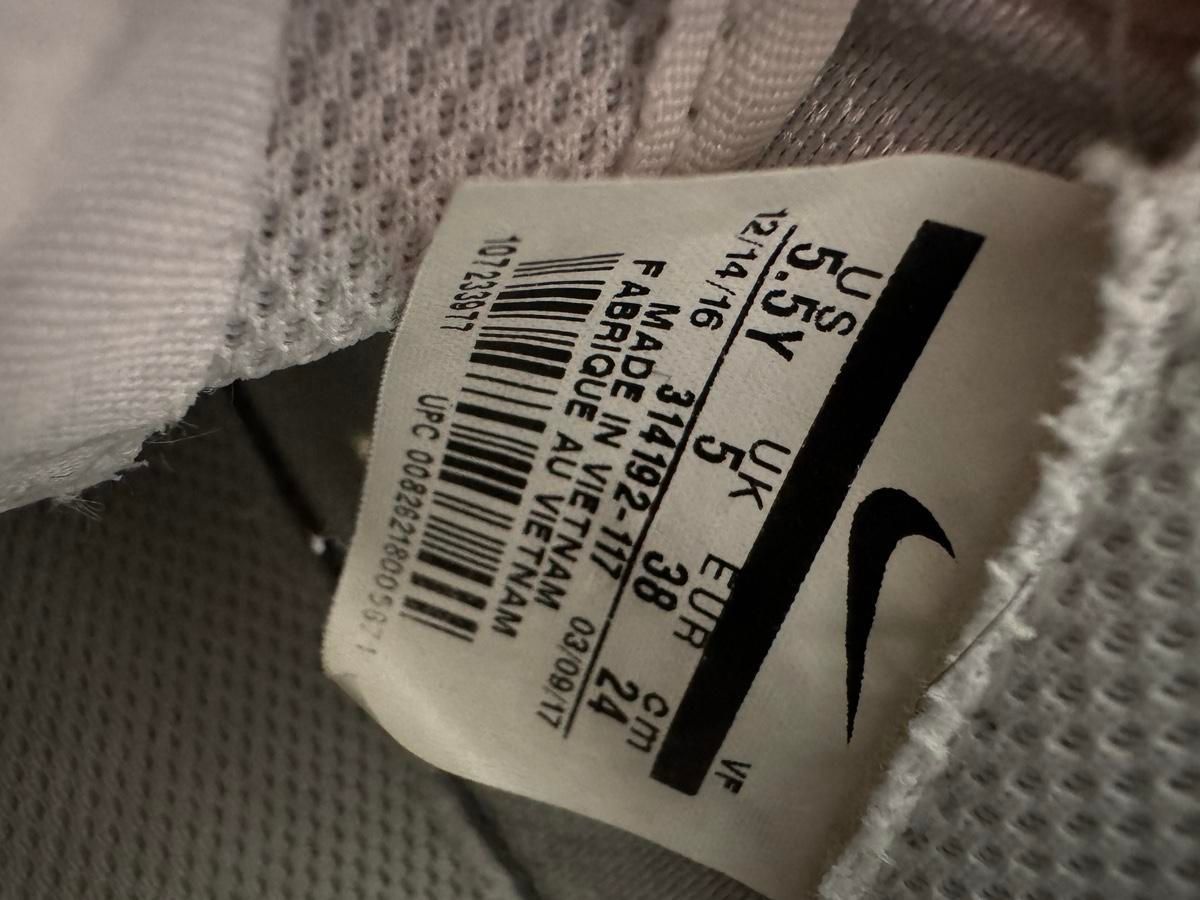 VF
US UK EUR cm
5.5Y 5 38 24
12/14/16 314192-117 03/09/17
MADE IN VIETNAM
FABRIQUE AU VIETNAM
107233977
UPC 00826218005671